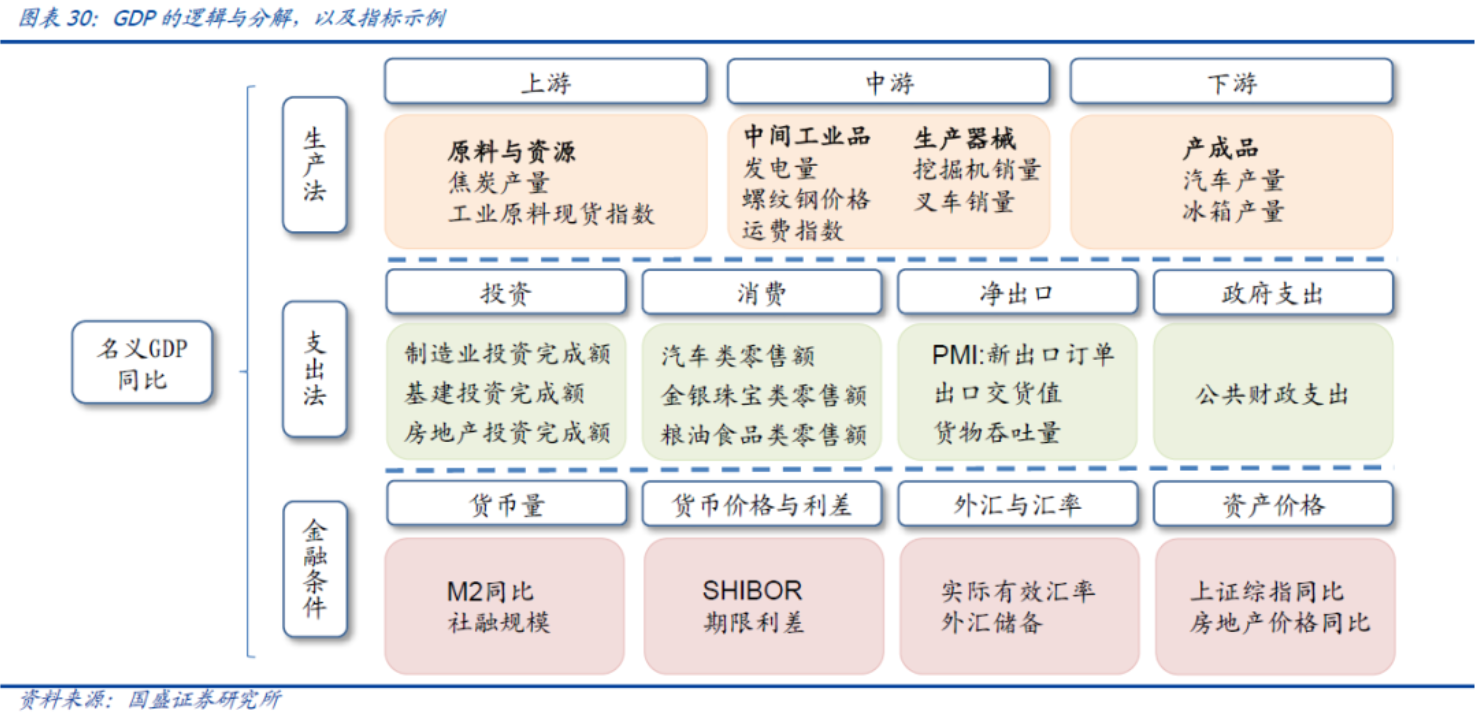 图表 30：GDP 的逻辑与分解，以及指标示例
名义GDP
同比
生产法
上游
中游
下游
原料与资源
焦炭产量
工业原料现货指数
中间工业品
发电量
螺纹钢价格
运费指数
生产器械
挖掘机销量
叉车销量
产成品
汽车产量
冰箱产量
支出法
投资
消费
净出口
政府支出
制造业投资完成额
基建投资完成额
房地产投资完成额
汽车类零售额
金银珠宝类零售额
粮油食品类零售额
PMI:新出口订单
出口交货值
货物吞吐量
公共财政支出
金融条件
货币量
货币价格与利差
外汇与汇率
资产价格
M2同比
社融规模
SHIBOR
期限利差
实际有效汇率
外汇储备
上证综指同比
房地产价格同比
资料来源：国盛证券研究所